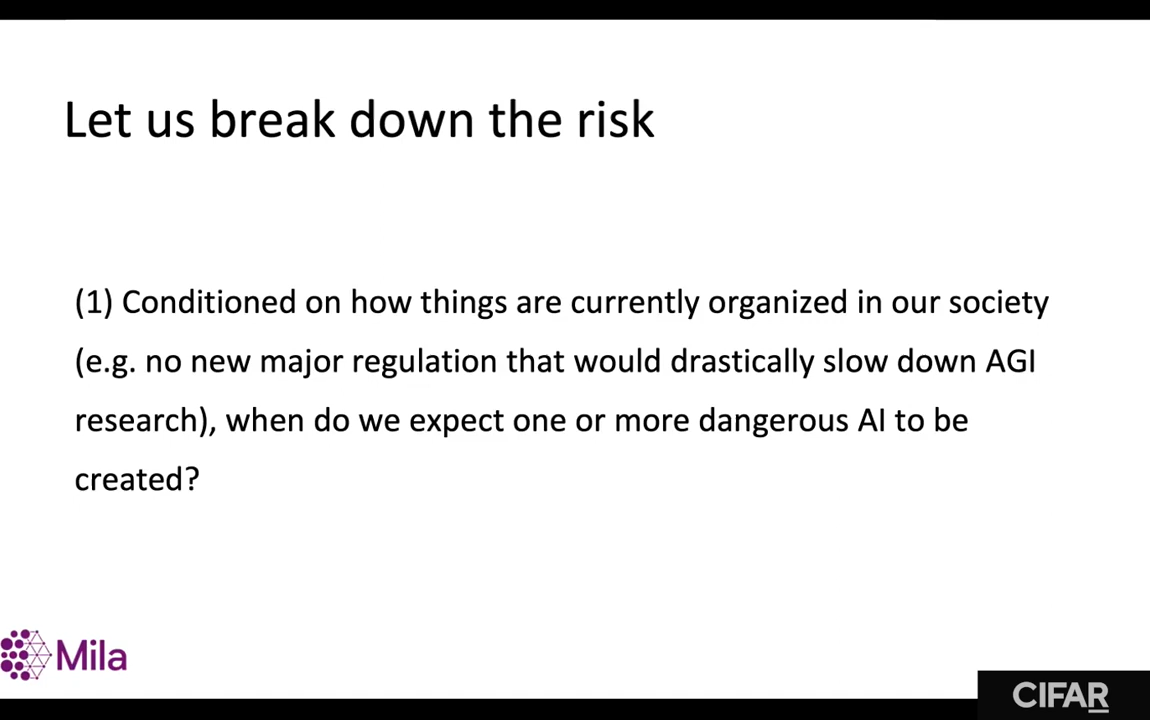 Let us break down the risk
(1) Conditioned on how things are currently organized in our society
(e.g. no new major regulation that would drastically slow down AGI
research), when do we expect one or more dangerous AI to be
created?
Mila
CIFAR